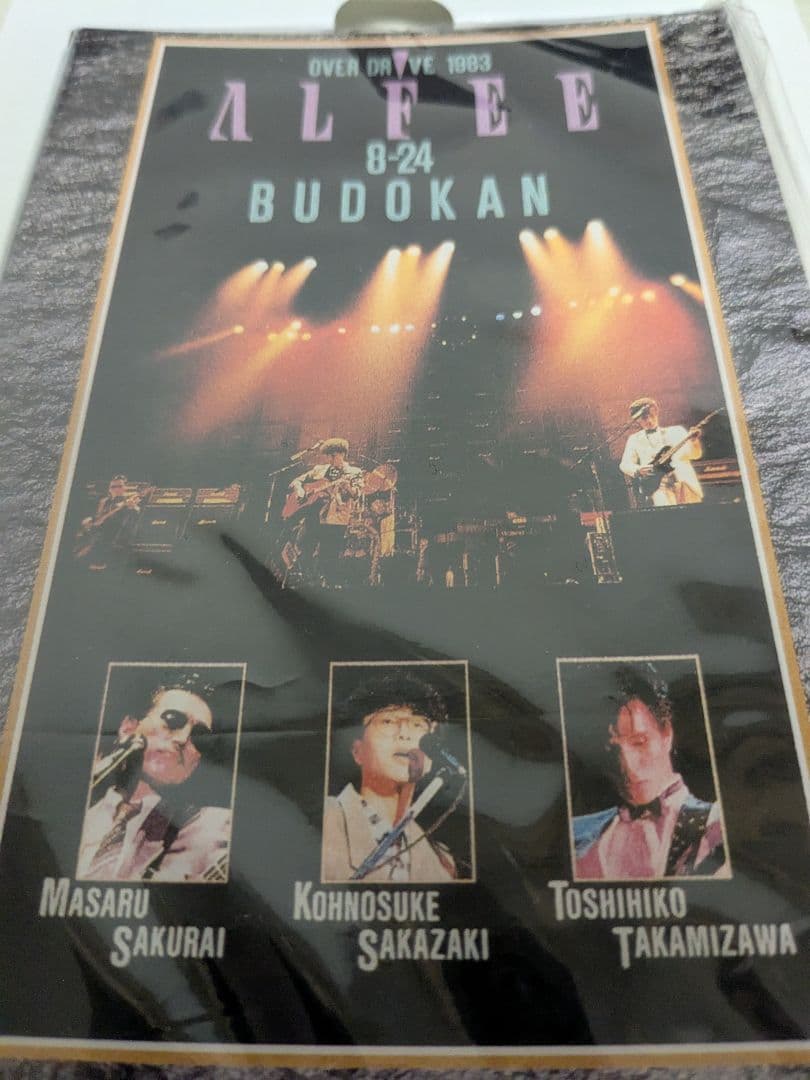 OVER DRIVE 1983
ALFEE
8-24
BUDOKAN
MASARU
SAKURAI
KOHNOSUKE
SAKAZAKI
TOSHIHIKO
TAKAMIZAWA